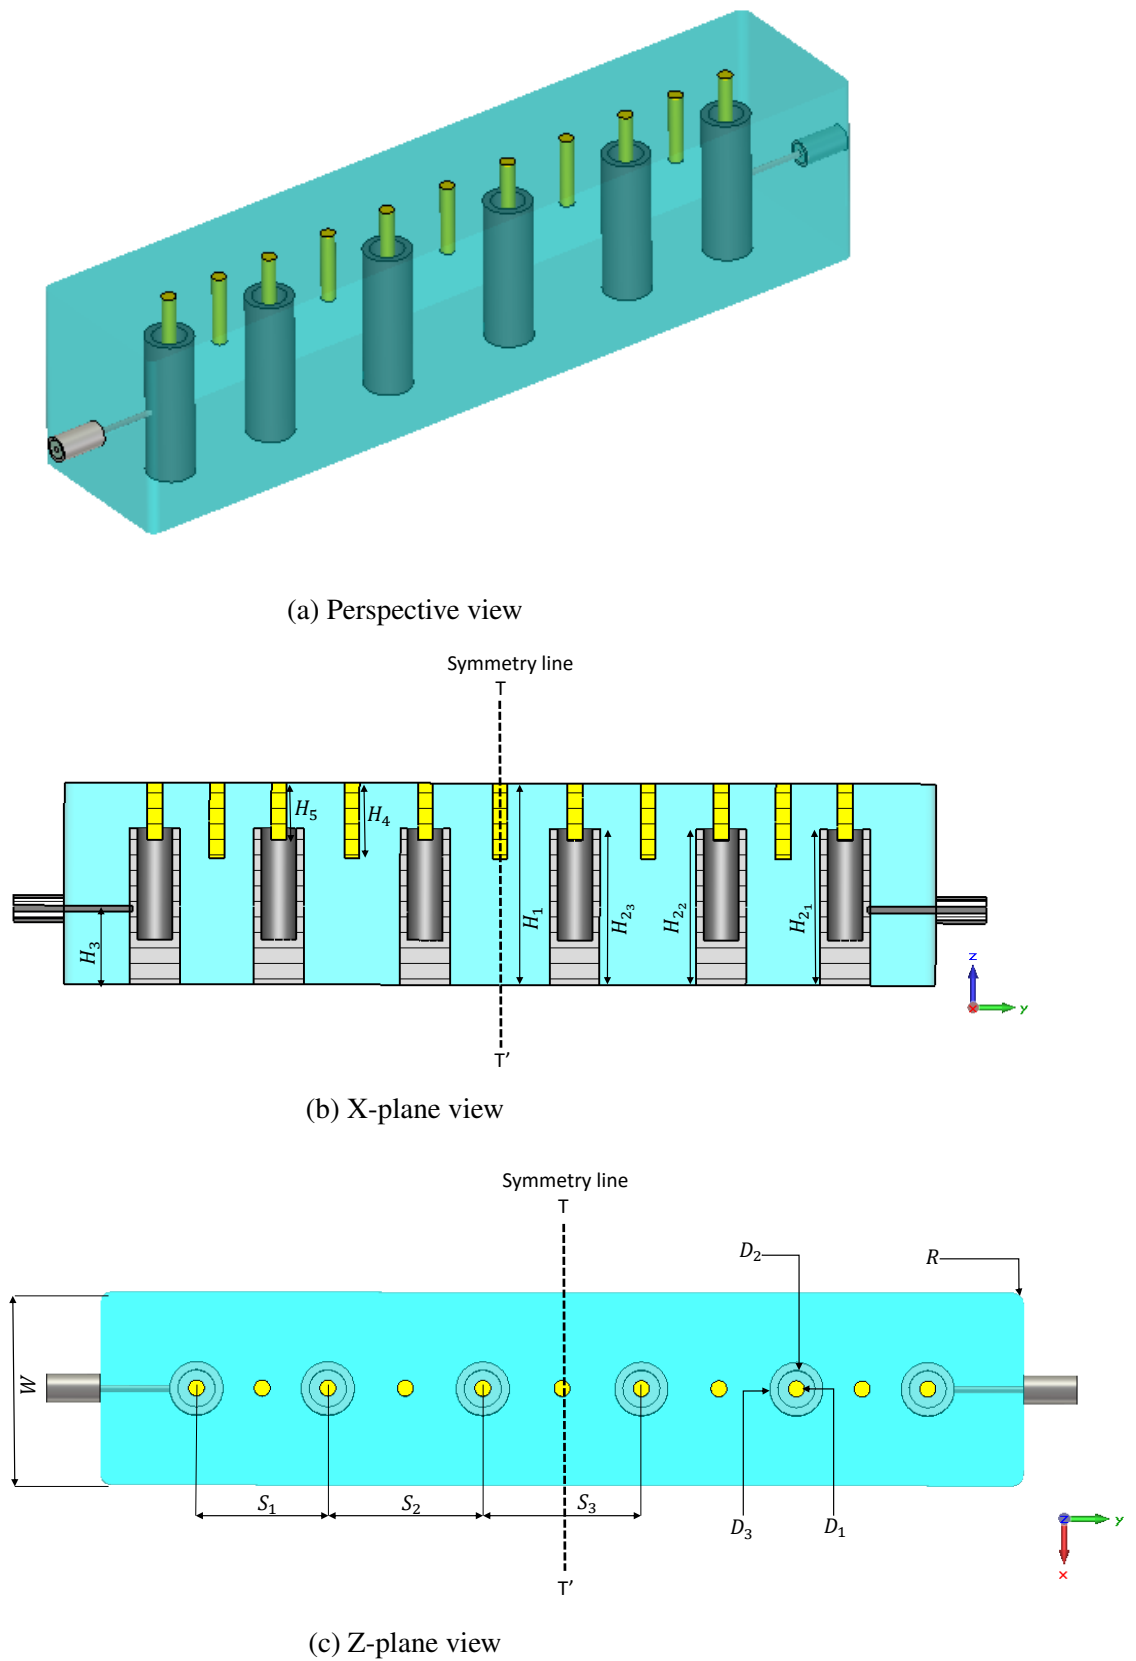 (a) Perspective view
Symmetry line
T
H₅
H₄
H₃
H₁
H₂₃
H₂₂
H₂₁
z
y
x
T’
(b) X-plane view
Symmetry line
T
D₂
R
W
S₁
S₂
S₃
D₃
D₁
z
y
x
T’
(c) Z-plane view